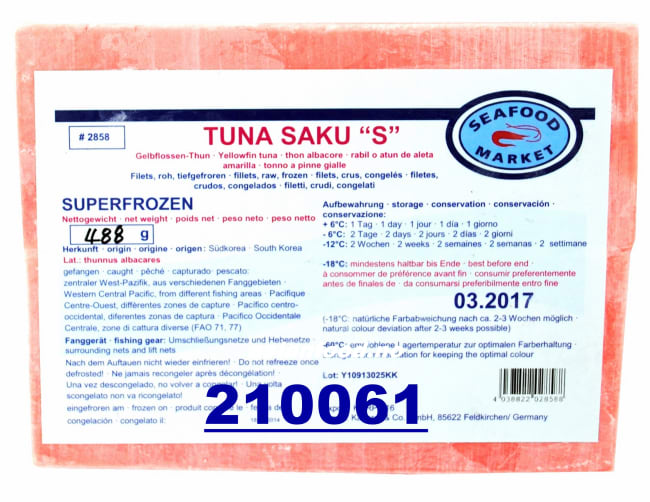 # 2858
TUNA SAKU “S”
SEAFOOD
MARKET
Gelbflossen-Thun · Yellowfin tuna · thon albacore · rabil o atun de aleta
amarilla · tonno a pinne gialle
Filets, roh, tiefgefroren · fillets, raw, frozen · filets, crus, congelés · filetes,
crudos, congelados · filetti, crudi, congelati
SUPERFROZEN
Nettogewicht · net weight · poids net · peso neto · peso netto
488 g
Herkunft · origin · origine · origen: Südkorea · South Korea
Lat.: thunnus albacares
gefangen · caught · pêché · capturado · pescato:
zentraler West-Pazifik, aus verschiedenen Fanggebieten ·
Western Central Pacific, from different fishing areas · Pacifique
Centre-Ouest, différentes zones de capture · Pacífico centro-
occidental, diferentes zonas de captura · Pacifico Occidentale
Centrale, zone di cattura diverse (FAO 71, 77)
Fanggerät · fishing gear: Umschließungsnetze und Hebenetze ·
surrounding nets and lift nets
Nach dem Auftauen nicht wieder einfrieren! · Do not refreeze once
defrosted! · Ne jamais recongeler après décongélation! ·
Una vez descongelado, no volver a congelar! · Una volta
scongelato non va ricongelato!
eingefroren am · frozen on · produit
congelación · congelato il:
Aufbewahrung · storage · conservation · conservación ·
conservazione:
+ 6°C: 1 Tag · 1 day · 1 jour · 1 día · 1 giorno
- 6°C: 2 Tage · 2 days · 2 jours · 2 días · 2 giorni
-12°C: 2 Wochen · 2 weeks · 2 semaines · 2 semanas · 2 settimane
-18°C: mindestens haltbar bis Ende · best before end ·
à consommer de préférence avant fin · consumir preferentemente
antes de finales de · da consumarsi preferibilmente entro fine
03.2017
(-18°C: natürliche Farbabweichung nach ca. 2-3 Wochen möglich ·
natural colour deviation after 2-3 weeks possible)
-60°C: Lagertemperatur zur optimalen Farberhaltung ·
for keeping the optimal colour
Lot: Y10913025KK
4 038822 028588
GmbH, 85622 Feldkirchen/ Germany
210061